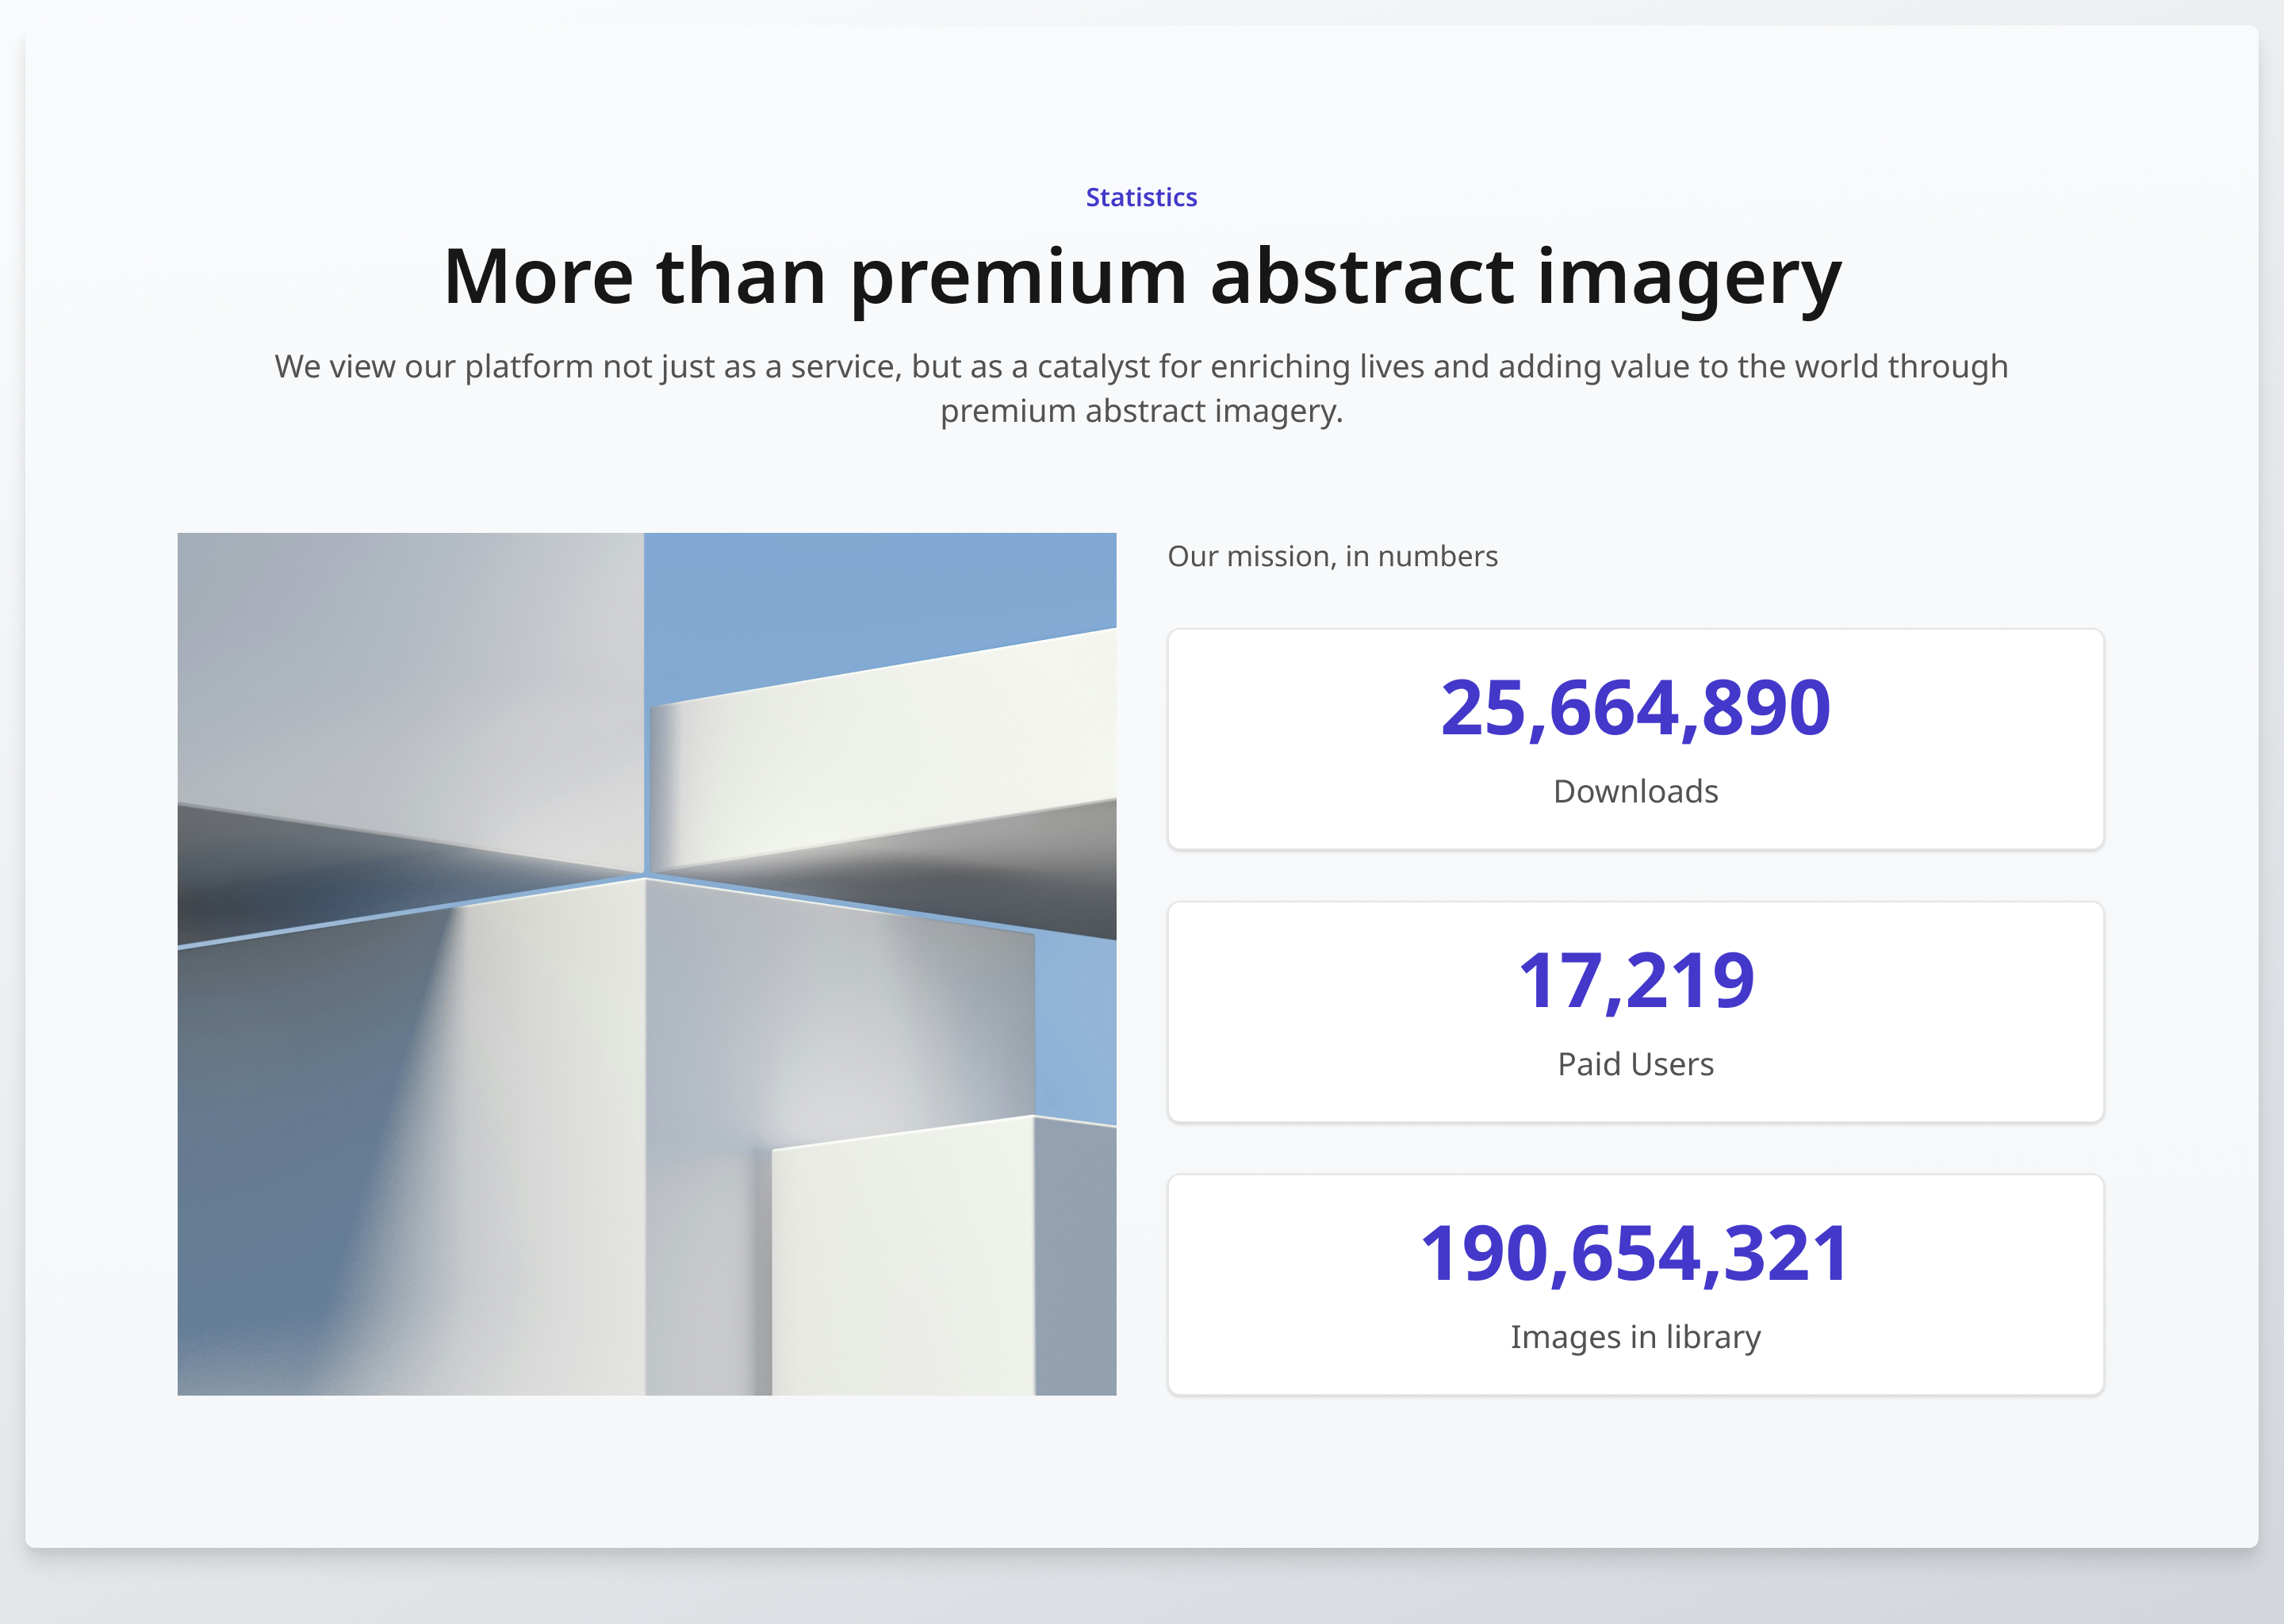 Statistics
More than premium abstract imagery
We view our platform not just as a service, but as a catalyst for enriching lives and adding value to the world through
premium abstract imagery.
Our mission, in numbers
25,664,890
Downloads
17,219
Paid Users
190,654,321
Images in library